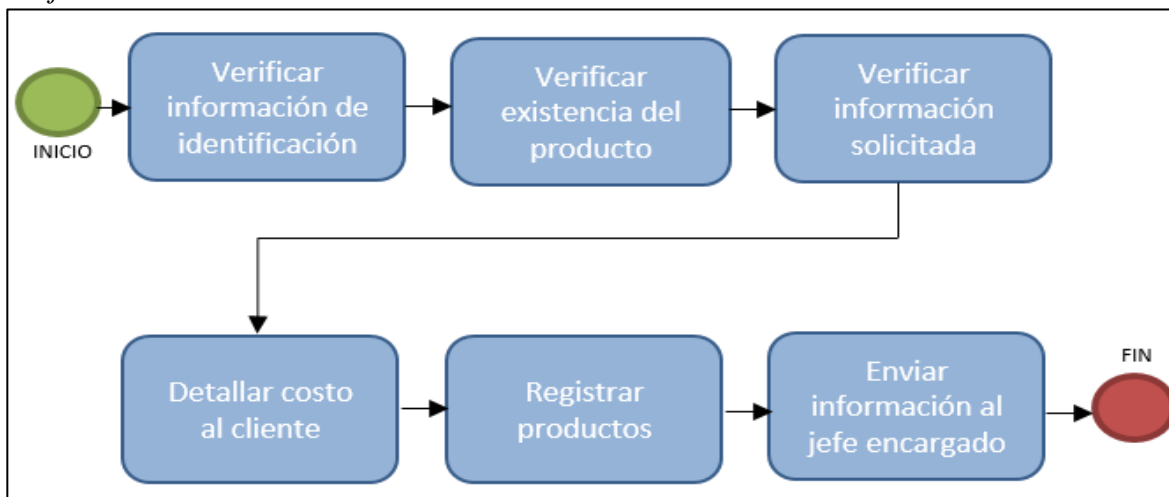 INICIO
Verificar
información de
identificación
Verificar
existencia del
producto
Verificar
información
solicitada
Detallar costo
al cliente
Registrar
productos
Enviar
información al
jefe encargado
FIN